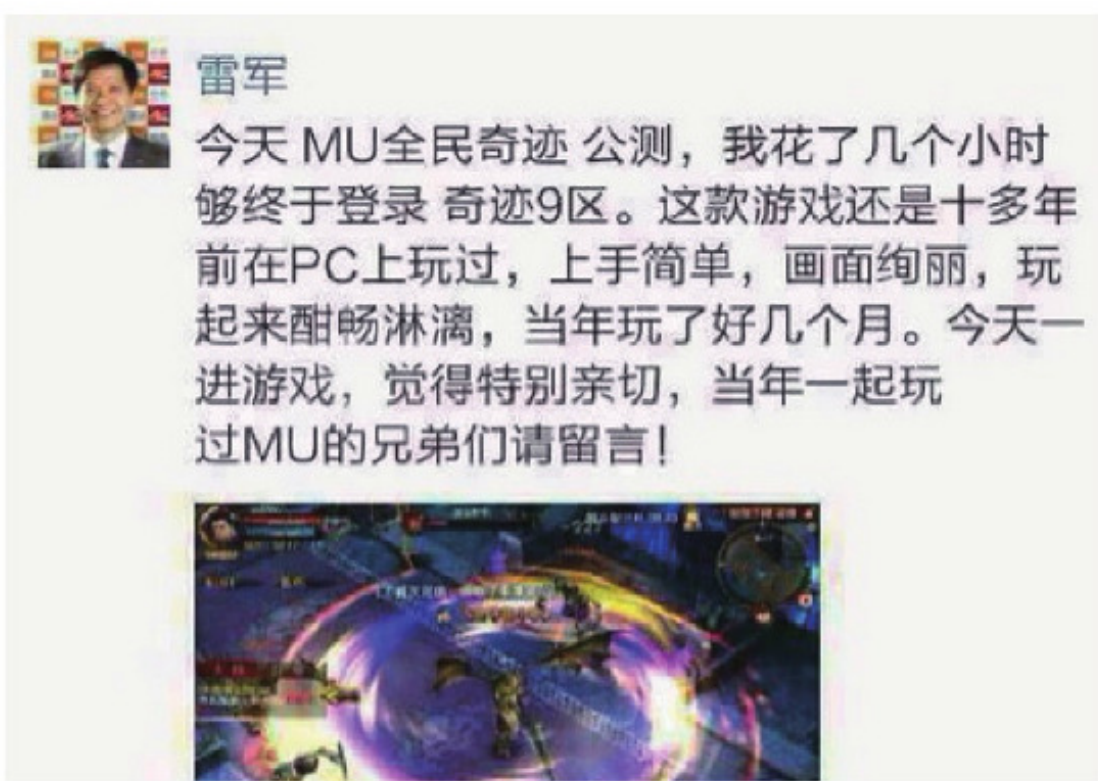 雷军
今天 MU全民奇迹 公测，我花了几个小时
够终于登录 奇迹9区。这款游戏还是十多年
前在PC上玩过，上手简单，画面绚丽，玩
起来酣畅淋漓，当年玩了好几个月。今天一
进游戏，觉得特别亲切，当年一起玩
过MU的兄弟们请留言！